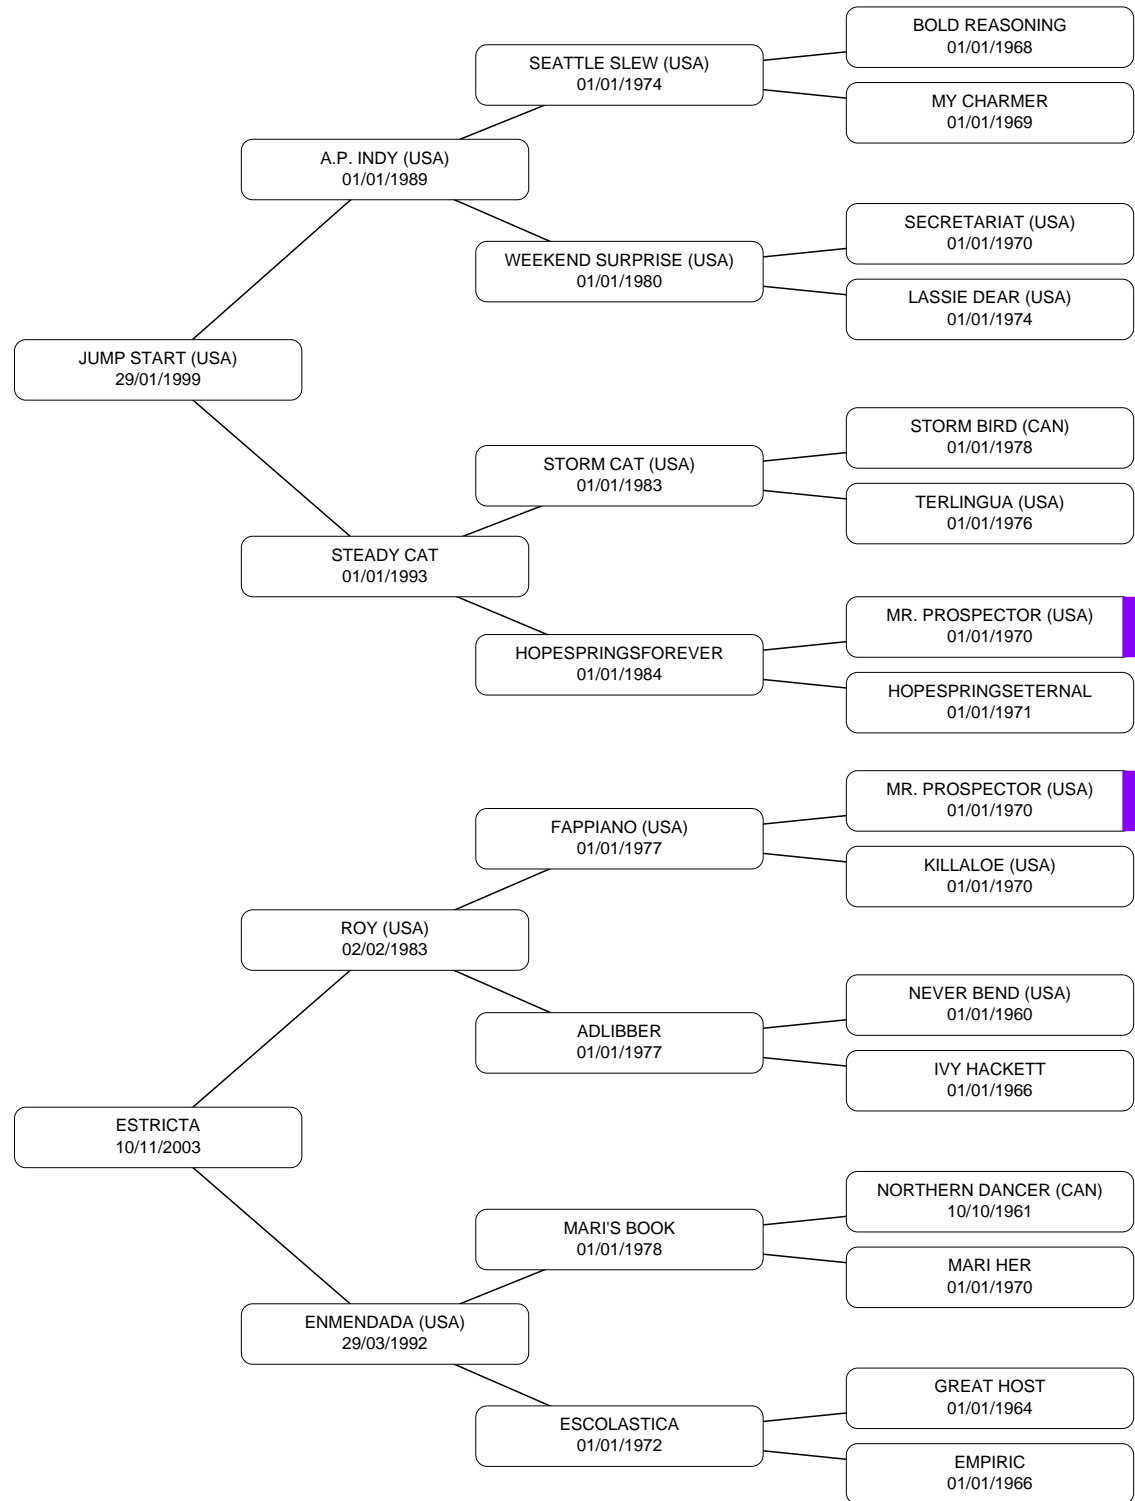 BOLD REASONING
01/01/1968
SEATTLE SLEW (USA)
01/01/1974
MY CHARMER
01/01/1969
A.P. INDY (USA)
01/01/1989
SECRETARIAT (USA)
01/01/1970
WEEKEND SURPRISE (USA)
01/01/1980
LASSIE DEAR (USA)
01/01/1974
JUMP START (USA)
29/01/1999
STORM BIRD (CAN)
01/01/1978
STORM CAT (USA)
01/01/1983
TERLINGUA (USA)
01/01/1976
STEADY CAT
01/01/1993
MR. PROSPECTOR (USA)
01/01/1970
HOPESPRINGSFOREVER
01/01/1984
HOPESPRINGSETERNAL
01/01/1971
MR. PROSPECTOR (USA)
01/01/1970
FAPPIANO (USA)
01/01/1977
KILLALOE (USA)
01/01/1970
ROY (USA)
02/02/1983
NEVER BEND (USA)
01/01/1960
ADLIBBER
01/01/1977
IVY HACKETT
01/01/1966
ESTRICTA
10/11/2003
NORTHERN DANCER (CAN)
10/10/1961
MARI'S BOOK
01/01/1978
MARI HER
01/01/1970
ENMENDADA (USA)
29/03/1992
GREAT HOST
01/01/1964
ESCOLASTICA
01/01/1972
EMPIRIC
01/01/1966